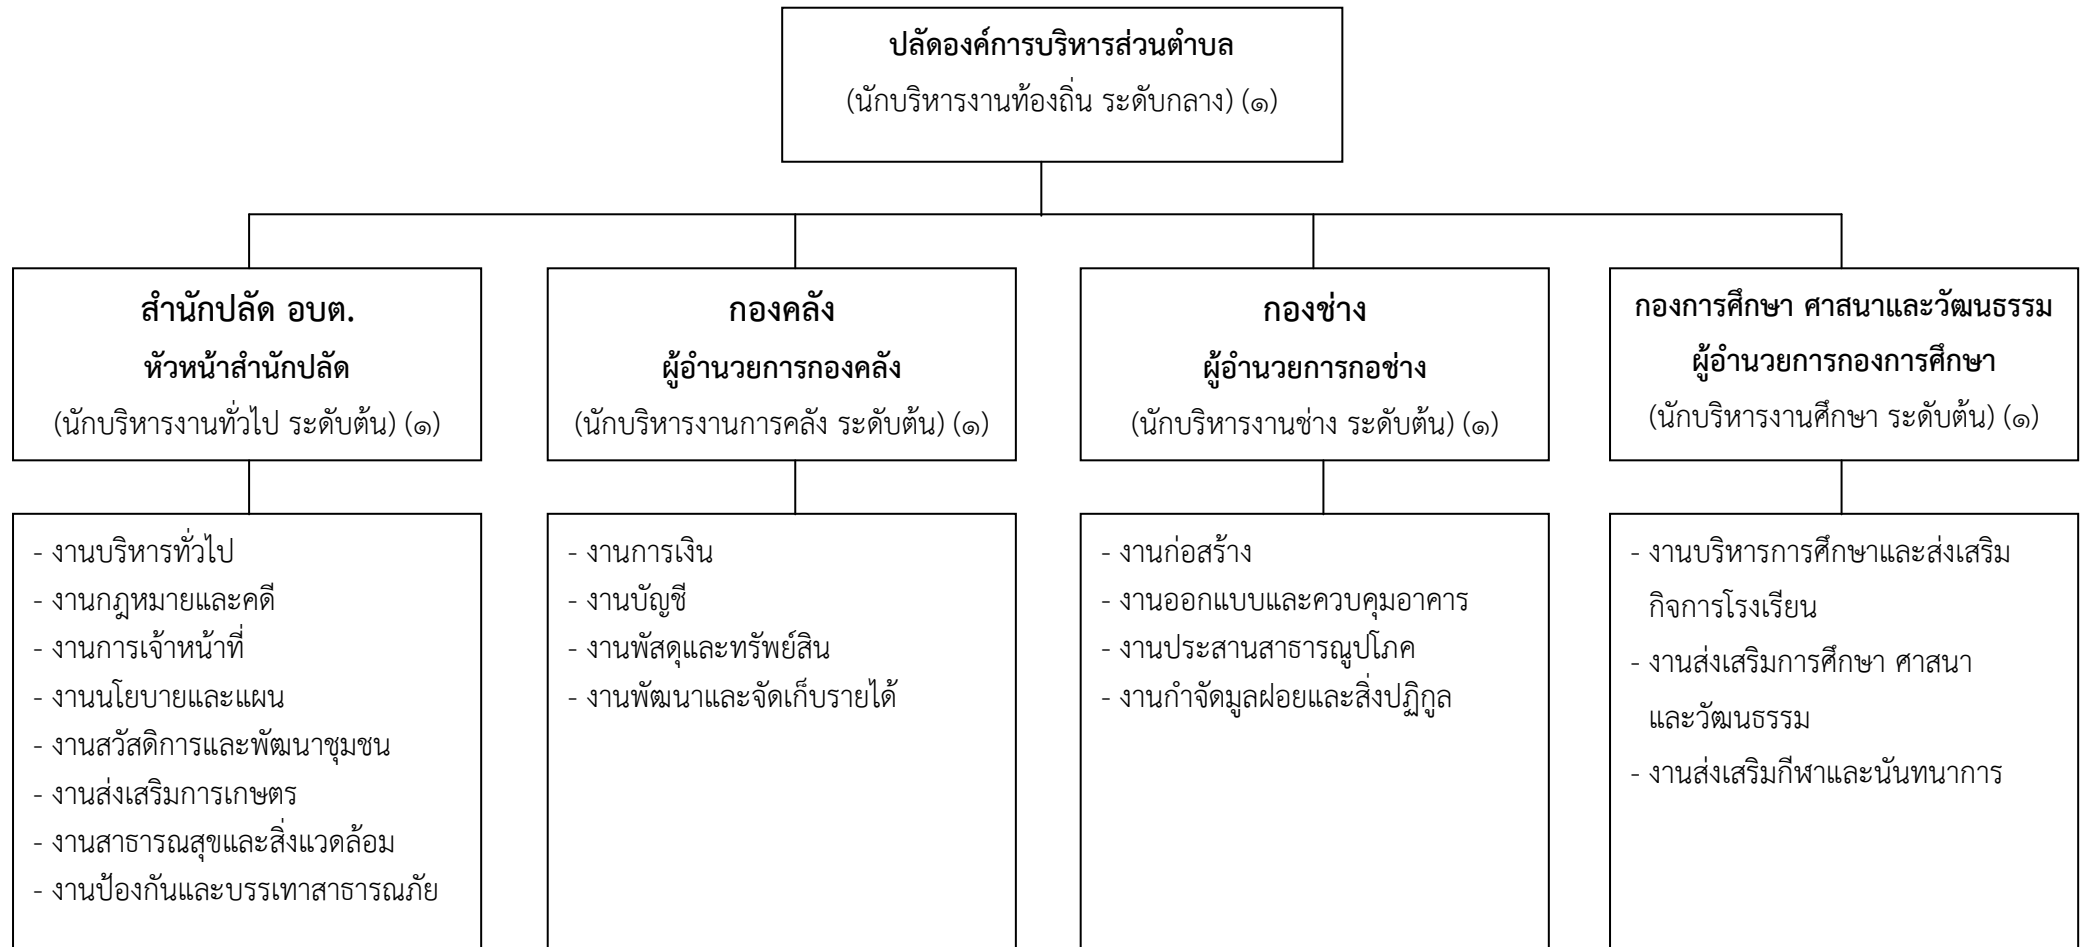 ปลัดองค์การบริหารส่วนตำบล
(นักบริหารงานท้องถิ่น ระดับกลาง) (๑)
สำนักปลัด อบต.
หัวหน้าสำนักปลัด
(นักบริหารงานทั่วไป ระดับต้น) (๑)
กองคลัง
ผู้อำนวยการกองคลัง
(นักบริหารงานการคลัง ระดับต้น) (๑)
กองช่าง
ผู้อำนวยการกอช่าง
(นักบริหารงานช่าง ระดับต้น) (๑)
กองการศึกษา ศาสนาและวัฒนธรรม
ผู้อำนวยการกองการศึกษา
(นักบริหารงานศึกษา ระดับต้น) (๑)
- งานบริหารทั่วไป
- งานกฎหมายและคดี
- งานการเจ้าหน้าที่
- งานนโยบายและแผน
- งานสวัสดิการและพัฒนาชุมชน
- งานส่งเสริมการเกษตร
- งานสาธารณสุขและสิ่งแวดล้อม
- งานป้องกันและบรรเทาสาธารณภัย
- งานการเงิน
- งานบัญชี
- งานพัสดุและทรัพย์สิน
- งานพัฒนาและจัดเก็บรายได้
- งานก่อสร้าง
- งานออกแบบและควบคุมอาคาร
- งานประสานสาธารณูปโภค
- งานกำจัดมูลฝอยและสิ่งปฏิกูล
- งานบริหารการศึกษาและส่งเสริม
กิจการโรงเรียน
- งานส่งเสริมการศึกษา ศาสนา
และวัฒนธรรม
- งานส่งเสริมกีฬาและนันทนาการ